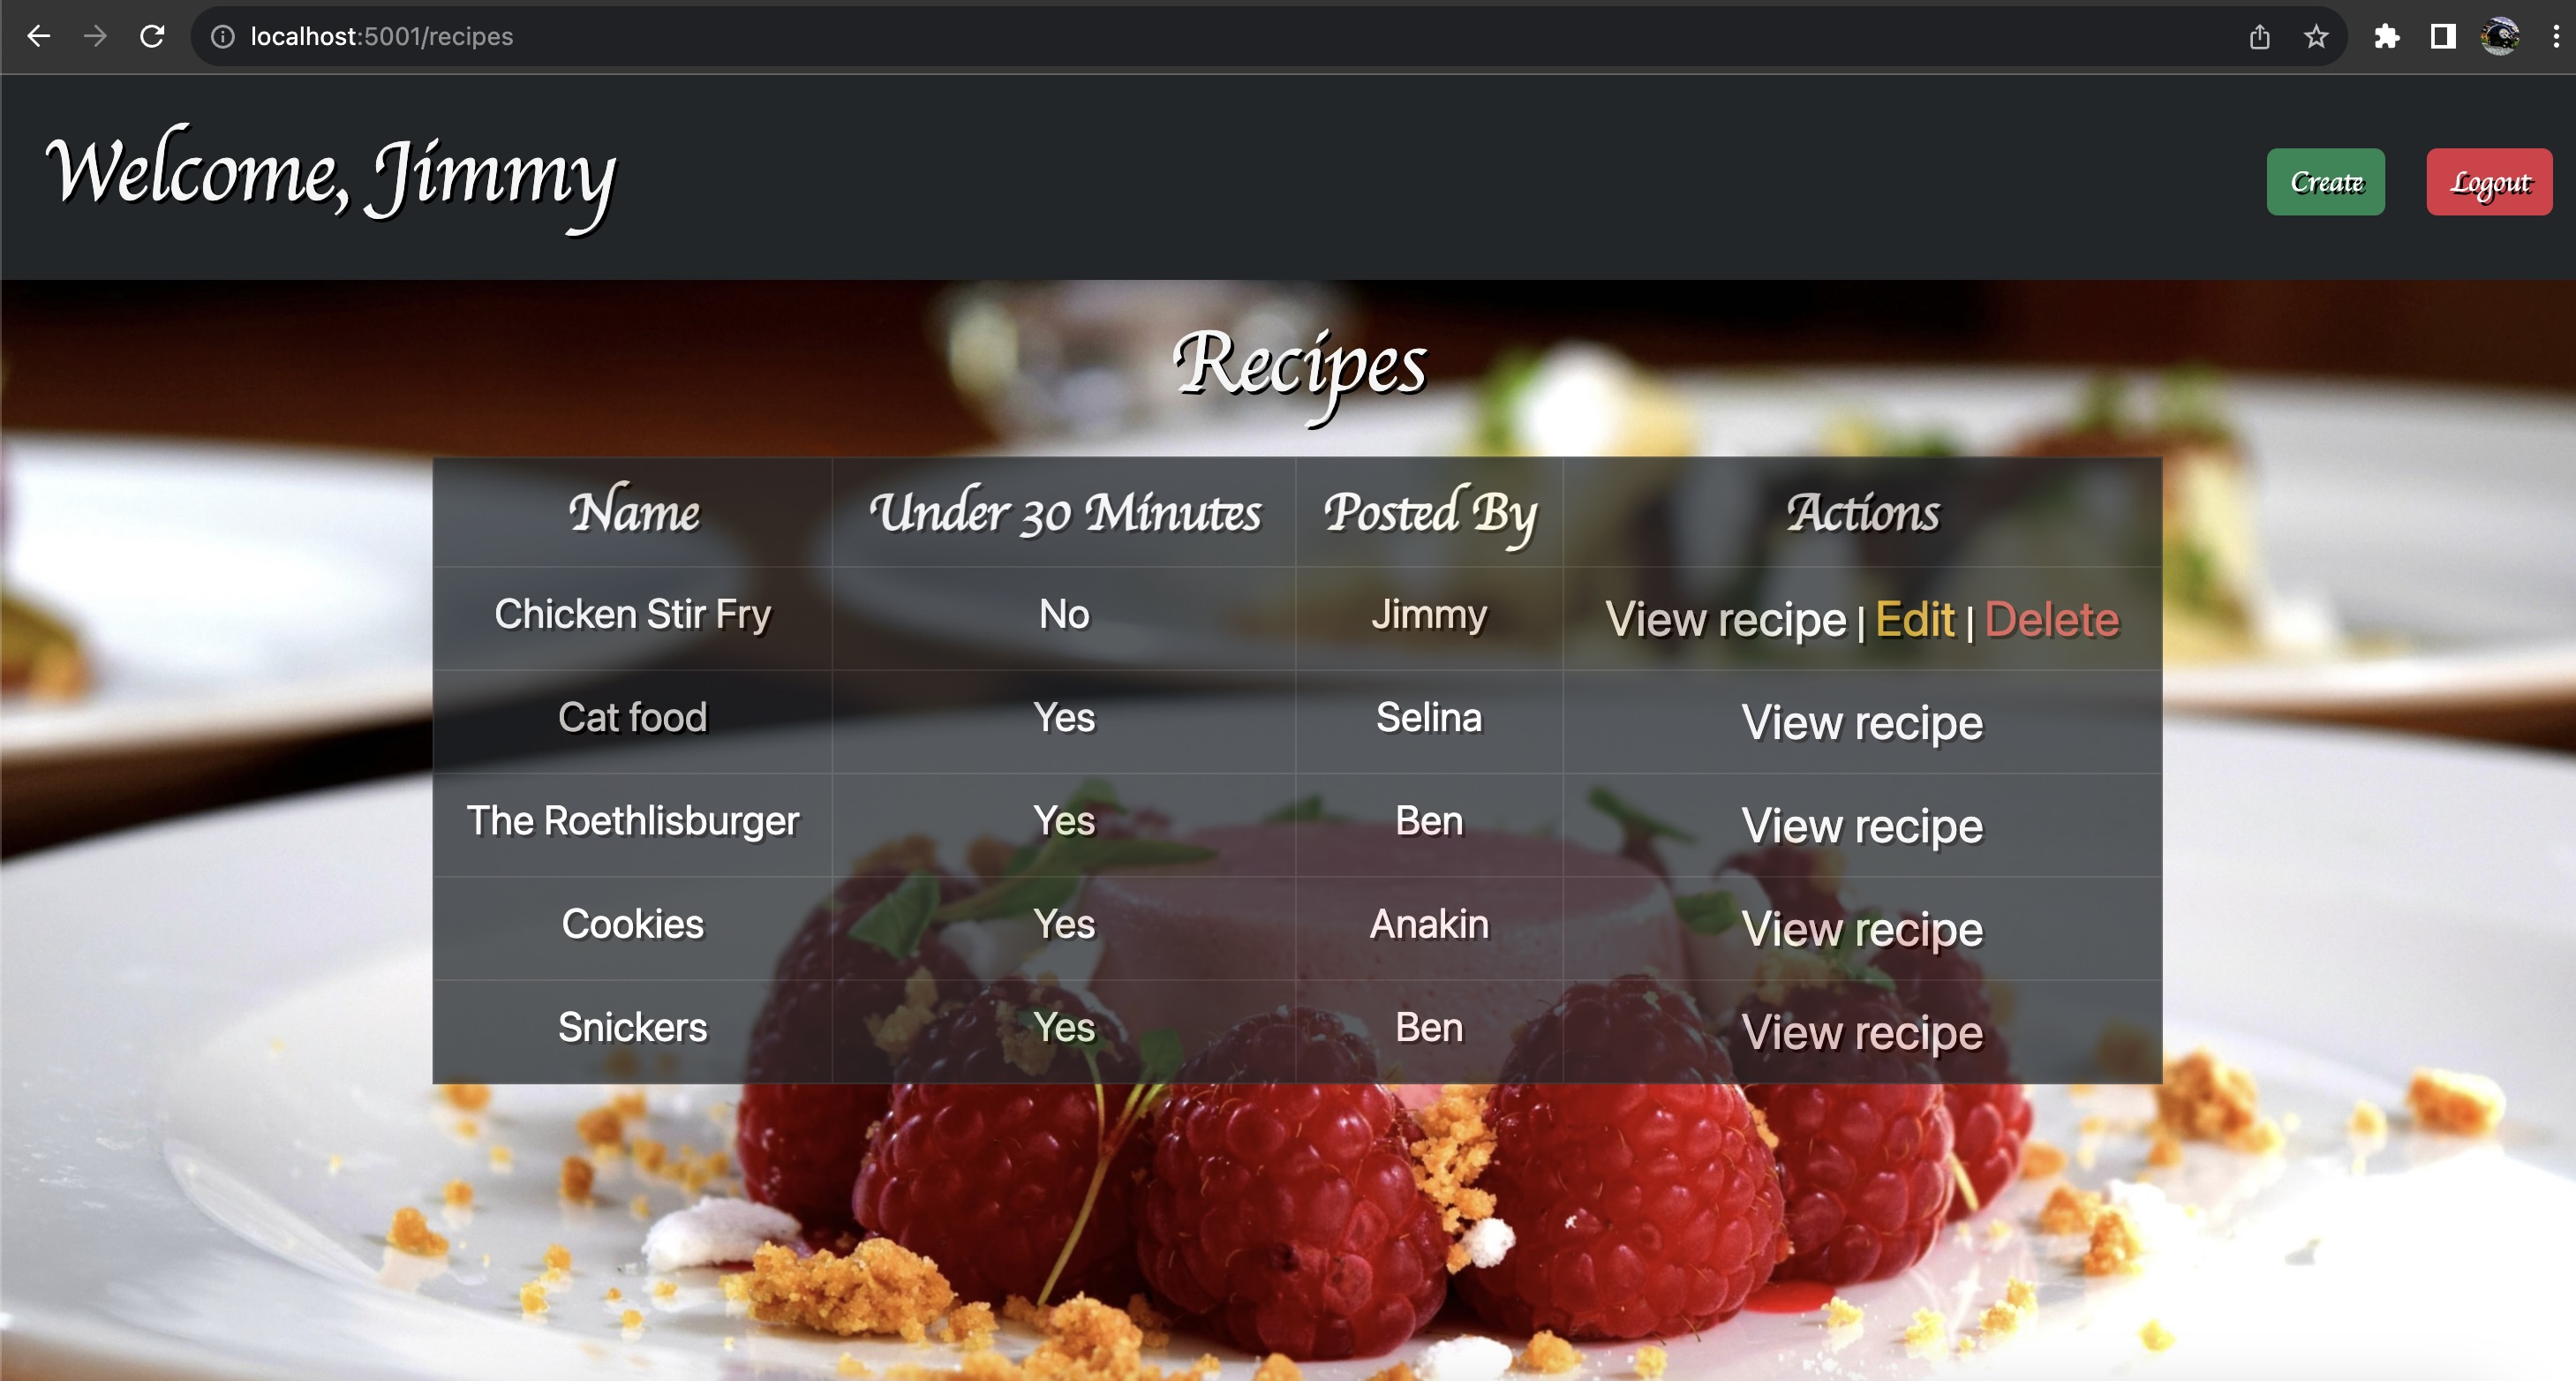 localhost:5001/recipes
Welcome, Jimmy
Create
Logout
Recipes
Name Under 30 Minutes Posted By Actions
Chicken Stir Fry No Jimmy View recipe | Edit | Delete
Cat food Yes Selina View recipe
The Roethlisburger Yes Ben View recipe
Cookies Yes Anakin View recipe
Snickers Yes Ben View recipe